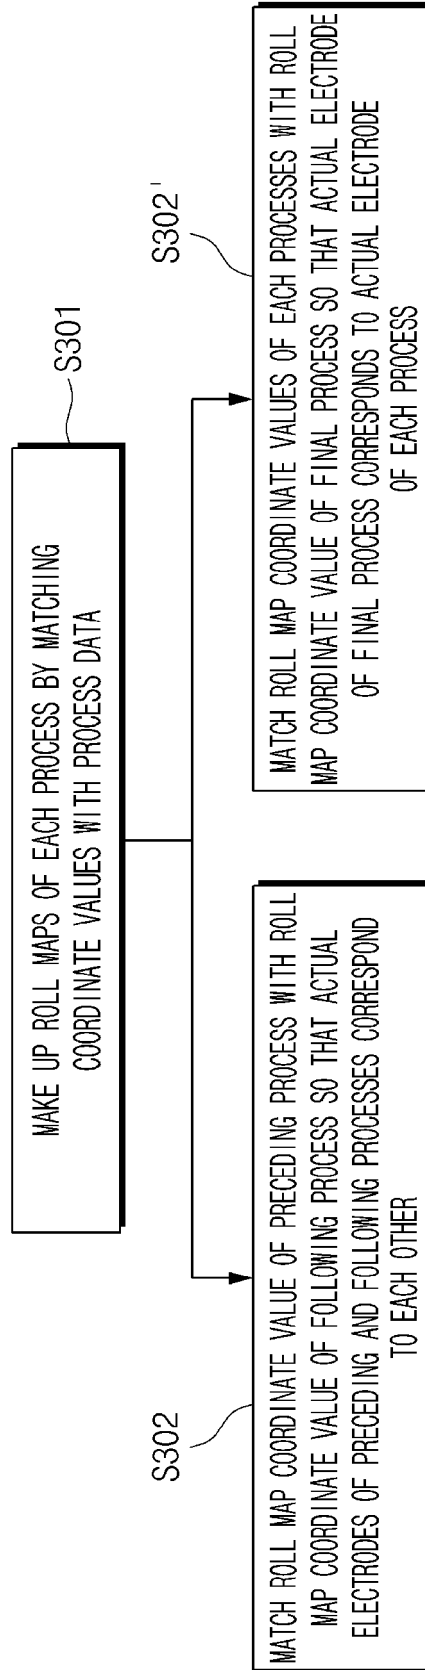 MAKE UP ROLL MAPS OF EACH PROCESS BY MATCHING
COORDINATE VALUES WITH PROCESS DATA
S301
S302
MATCH ROLL MAP COORDINATE VALUE OF PRECEDING PROCESS WITH ROLL
MAP COORDINATE VALUE OF FOLLOWING PROCESS SO THAT ACTUAL
ELECTRODES OF PRECEDING AND FOLLOWING PROCESSES CORRESPOND
TO EACH OTHER
S302'
MATCH ROLL MAP COORDINATE VALUES OF EACH PROCESSES WITH ROLL
MAP COORDINATE VALUE OF FINAL PROCESS SO THAT ACTUAL ELECTRODE
OF FINAL PROCESS CORRESPONDS TO ACTUAL ELECTRODE
OF EACH PROCESS